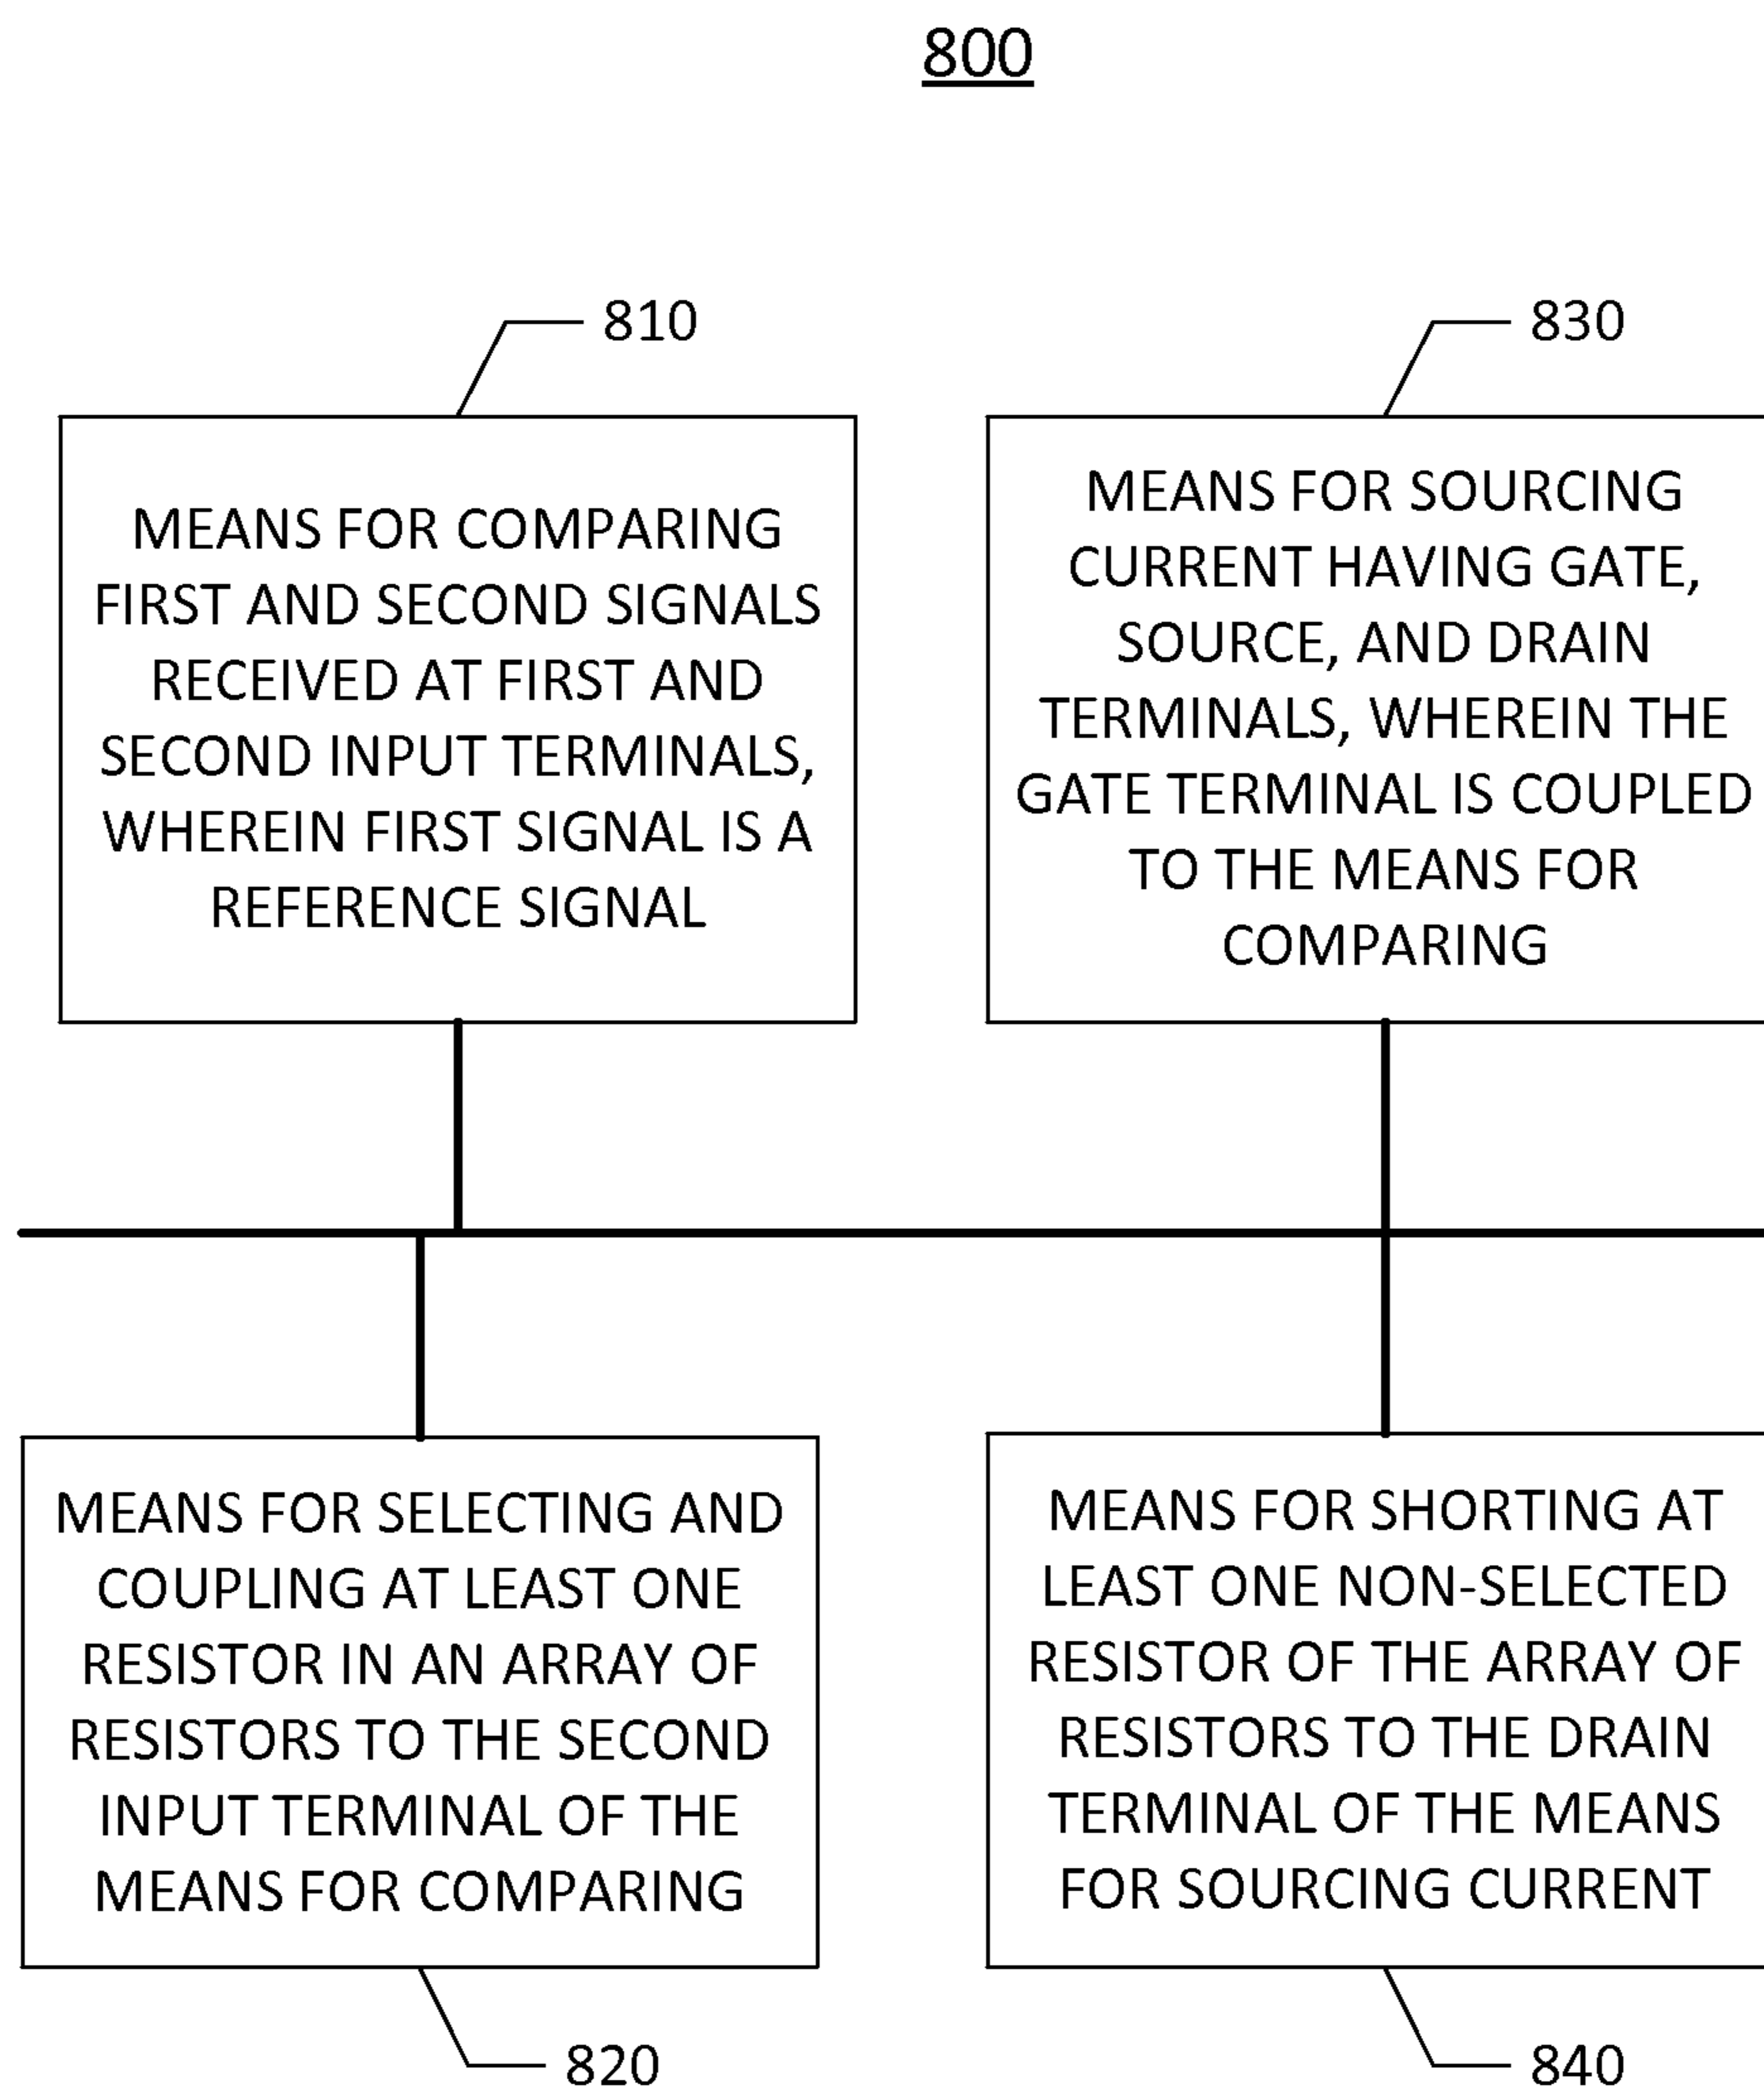 800
810
MEANS FOR COMPARING
FIRST AND SECOND SIGNALS
RECEIVED AT FIRST AND
SECOND INPUT TERMINALS,
WHEREIN FIRST SIGNAL IS A
REFERENCE SIGNAL
830
MEANS FOR SOURCING
CURRENT HAVING GATE,
SOURCE, AND DRAIN
TERMINALS, WHEREIN THE
GATE TERMINAL IS COUPLED
TO THE MEANS FOR
COMPARING
MEANS FOR SELECTING AND
COUPLING AT LEAST ONE
RESISTOR IN AN ARRAY OF
RESISTORS TO THE SECOND
INPUT TERMINAL OF THE
MEANS FOR COMPARING
820
MEANS FOR SHORTING AT
LEAST ONE NON-SELECTED
RESISTOR OF THE ARRAY OF
RESISTORS TO THE DRAIN
TERMINAL OF THE MEANS
FOR SOURCING CURRENT
840